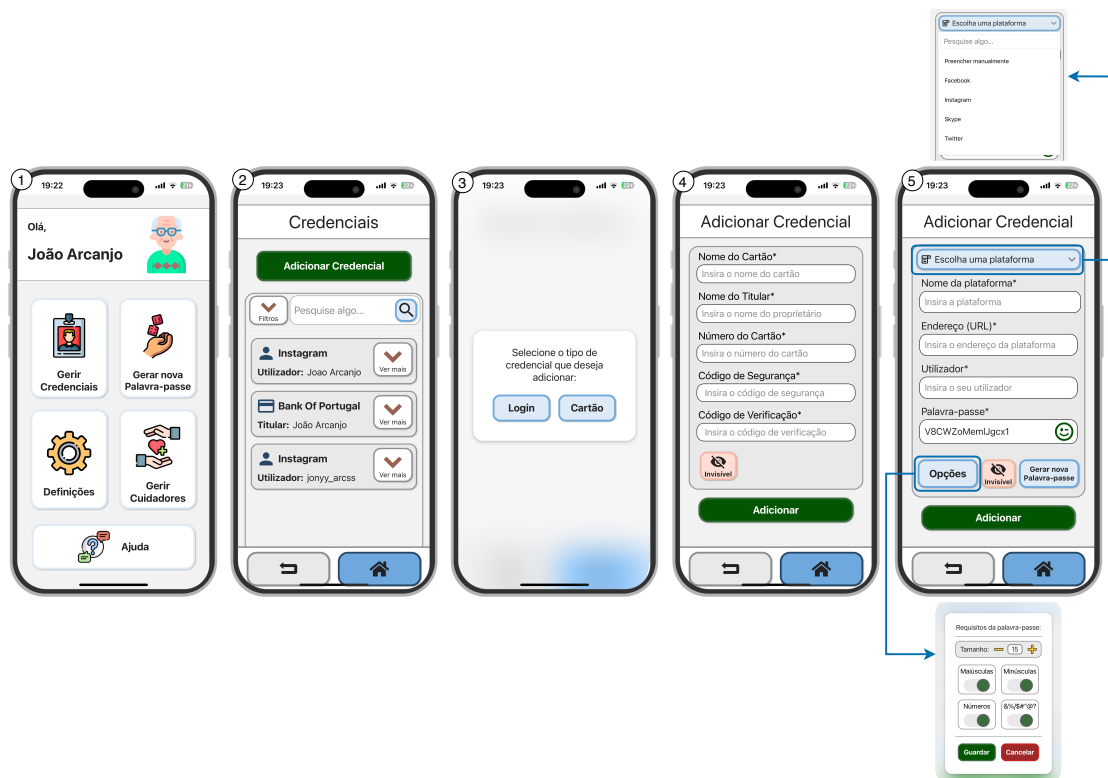 Escolha uma plataforma
Pesquise algo...
Preencher manualmente
Facebook
Instagram
Skype
Twitter
1
19:22
Olá,
João Arcanjo
Gerir
Credenciais
Gerar nova
Palavra-passe
Definições
Gerir
Cuidadores
Ajuda
2
19:23
Credenciais
Adicionar Credencial
Filtros
Pesquise algo...
Instagram
Utilizador: Joao Arcanjo
Ver mais
Bank Of Portugal
Titular: João Arcanjo
Ver mais
Instagram
Utilizador: jonyy_arcss
Ver mais
3
19:23
Selecione o tipo de
credencial que deseja
adicionar:
Login
Cartão
4
19:23
Adicionar Credencial
Nome do Cartão*
Insira o nome do cartão
Nome do Titular*
Insira o nome do proprietário
Número do Cartão*
Insira o número do cartão
Código de Segurança*
Insira o código de segurança
Código de Verificação*
Insira o código de verificação
Invisível
Adicionar
5
19:23
Adicionar Credencial
Escolha uma plataforma
Nome da plataforma*
Insira a plataforma
Endereço (URL)*
Insira o endereço da plataforma
Utilizador*
Insira o seu utilizador
Palavra-passe*
V8CWZoMemlJgcx1
Opções
Invisível
Gerar nova
Palavra-passe
Adicionar
Requisitos da palavra-passe:
Tamanho: 15
Maiúsculas
Minúsculas
Números
&%/$#"@?
Guardar
Cancelar